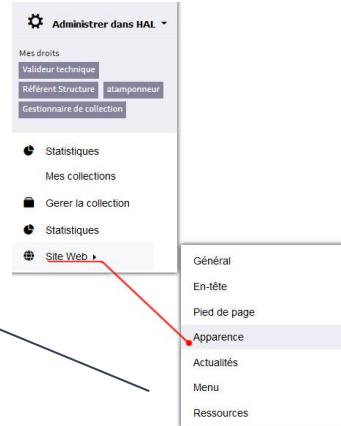 Administrer dans HAL
Mes droits
Valideur technique
Référent Structure atamponneur
Gestionnaire de collection
Statistiques
Mes collections
Gerer la collection
Statistiques
Site Web
Général
En-tête
Pied de page
Apparence
Actualités
Menu
Ressources